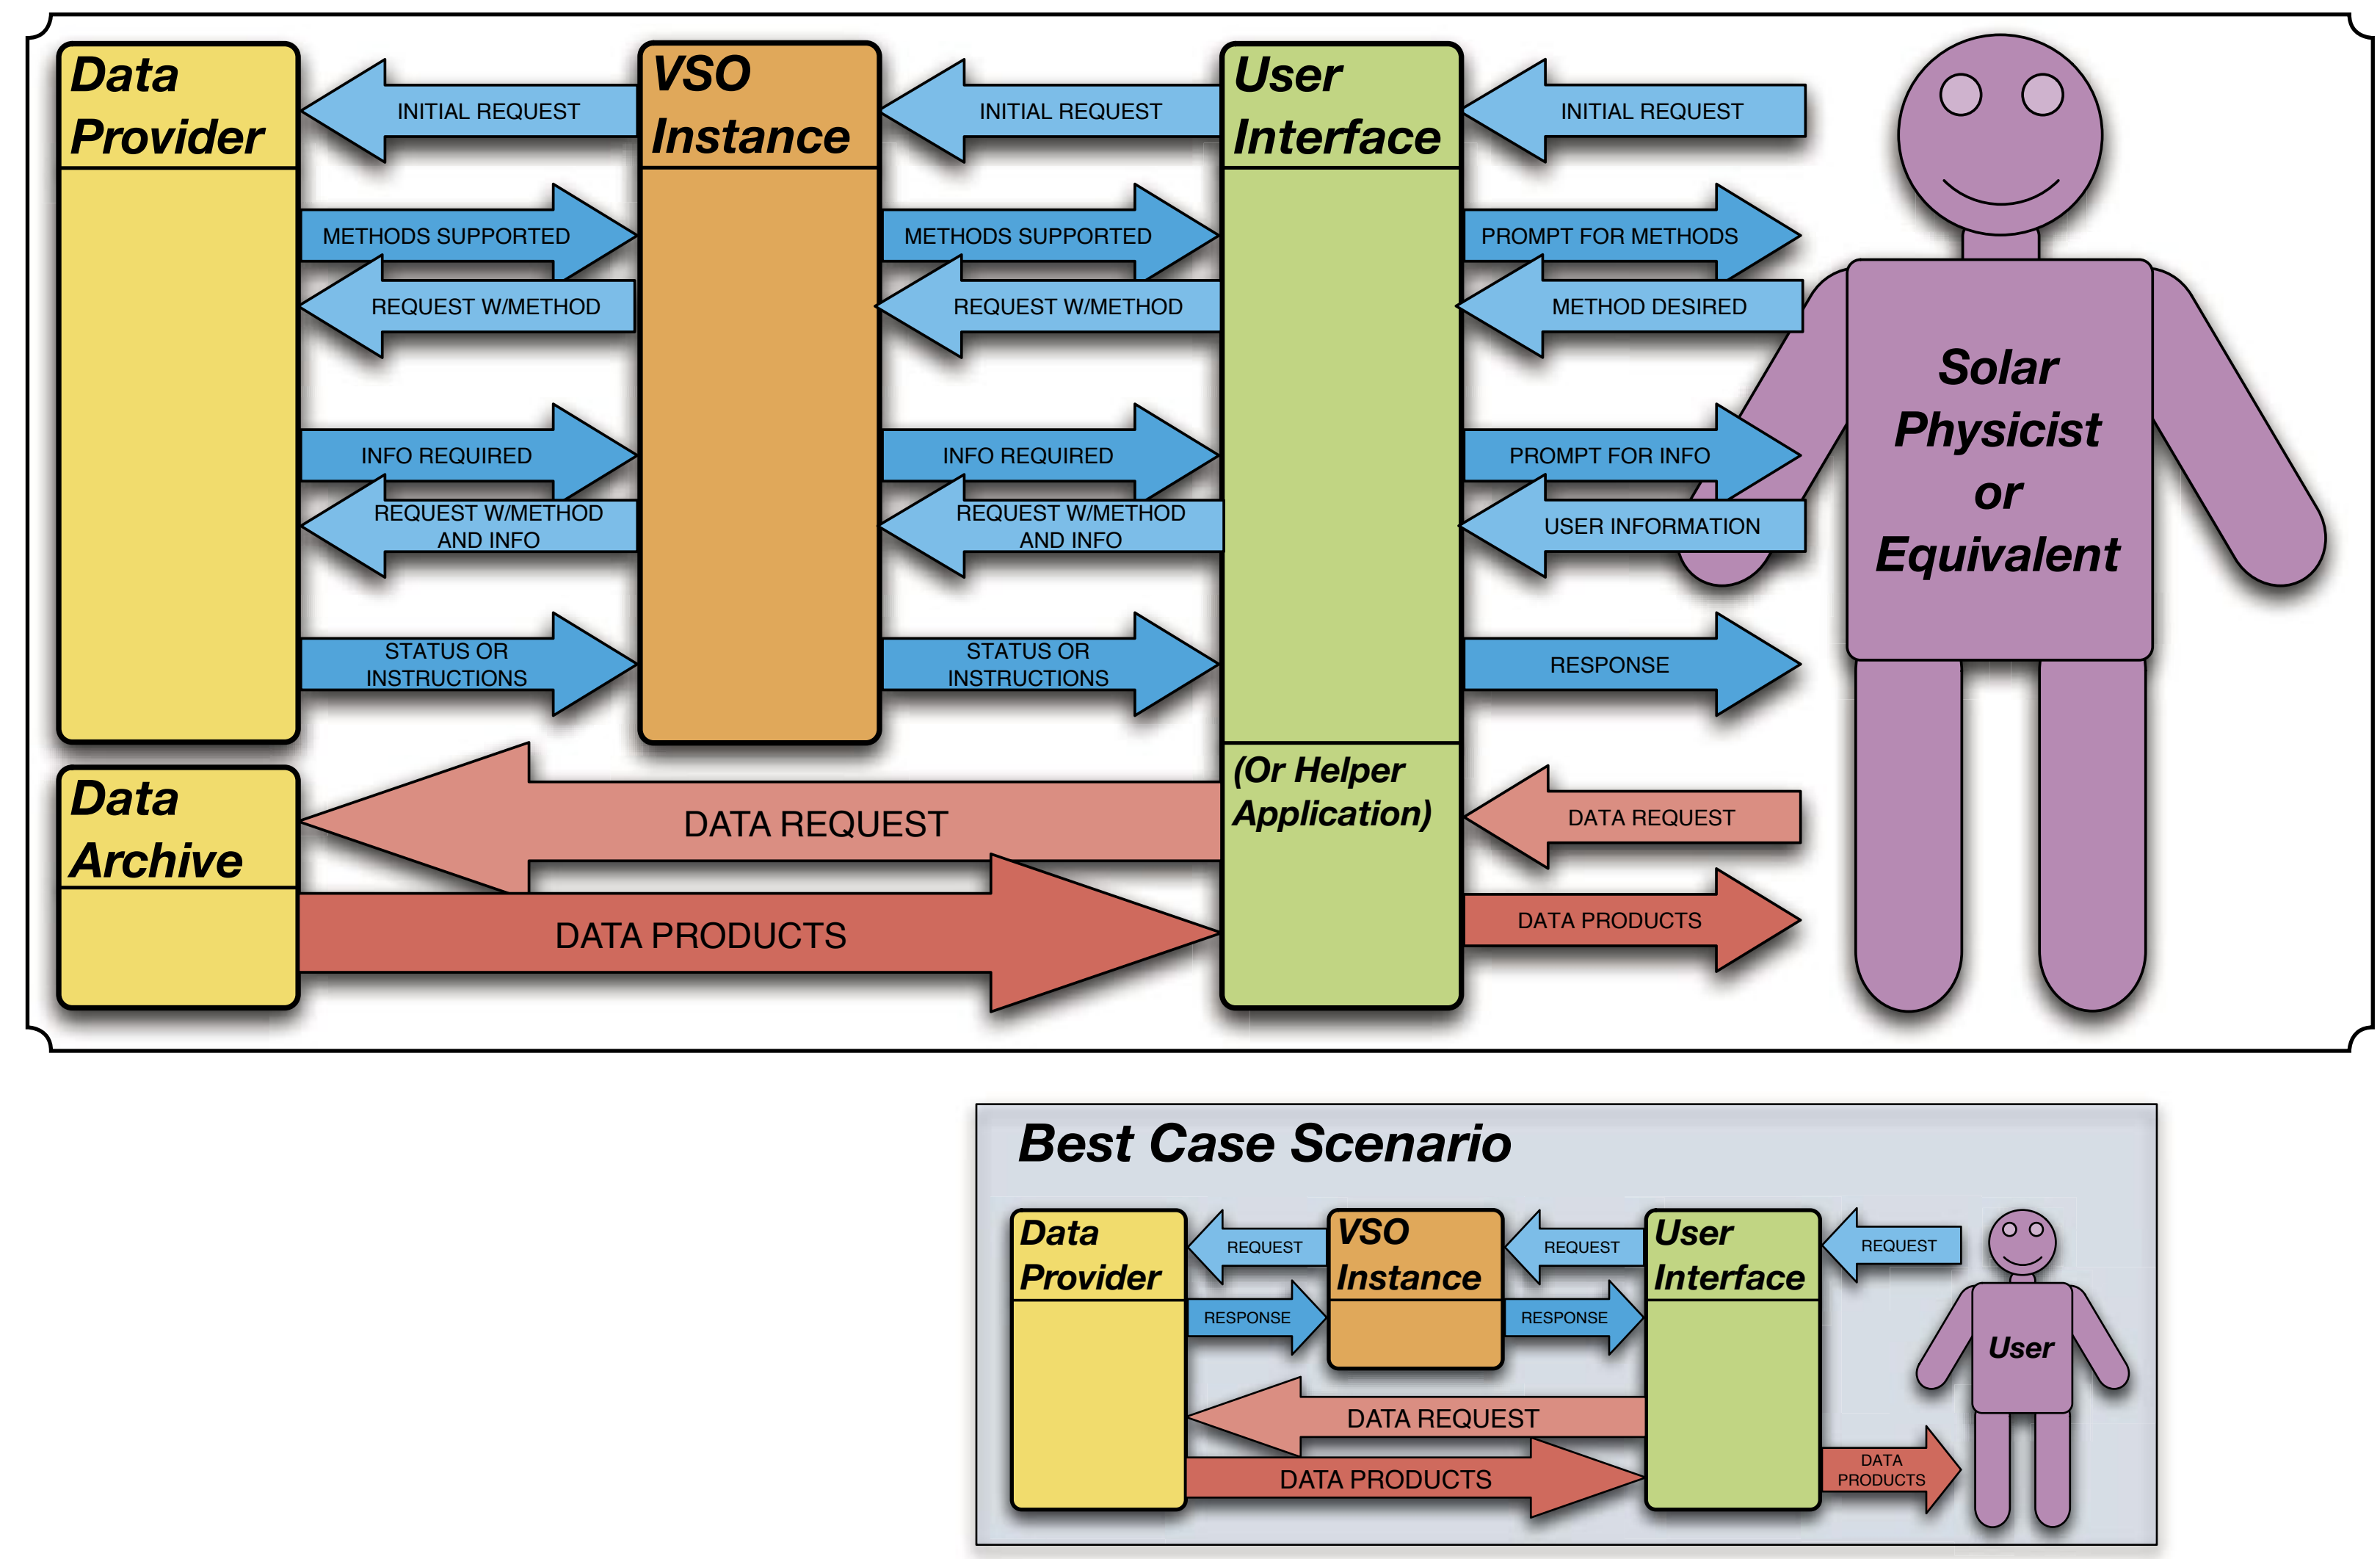 Data
Provider
VSO
Instance
User
Interface
INITIAL REQUEST
INITIAL REQUEST
INITIAL REQUEST
METHODS SUPPORTED
METHODS SUPPORTED
PROMPT FOR METHODS
REQUEST W/METHOD
REQUEST W/METHOD
METHOD DESIRED
Solar
Physicist
or
Equivalent
INFO REQUIRED
INFO REQUIRED
PROMPT FOR INFO
REQUEST W/METHOD
AND INFO
REQUEST W/METHOD
AND INFO
USER INFORMATION
STATUS OR
INSTRUCTIONS
STATUS OR
INSTRUCTIONS
RESPONSE
Data
Archive
(Or Helper
Application)
DATA REQUEST
DATA REQUEST
DATA PRODUCTS
DATA PRODUCTS
Best Case Scenario
Data
Provider
VSO
Instance
User
Interface
REQUEST
REQUEST
REQUEST
RESPONSE
RESPONSE
User
DATA REQUEST
DATA PRODUCTS
DATA
PRODUCTS